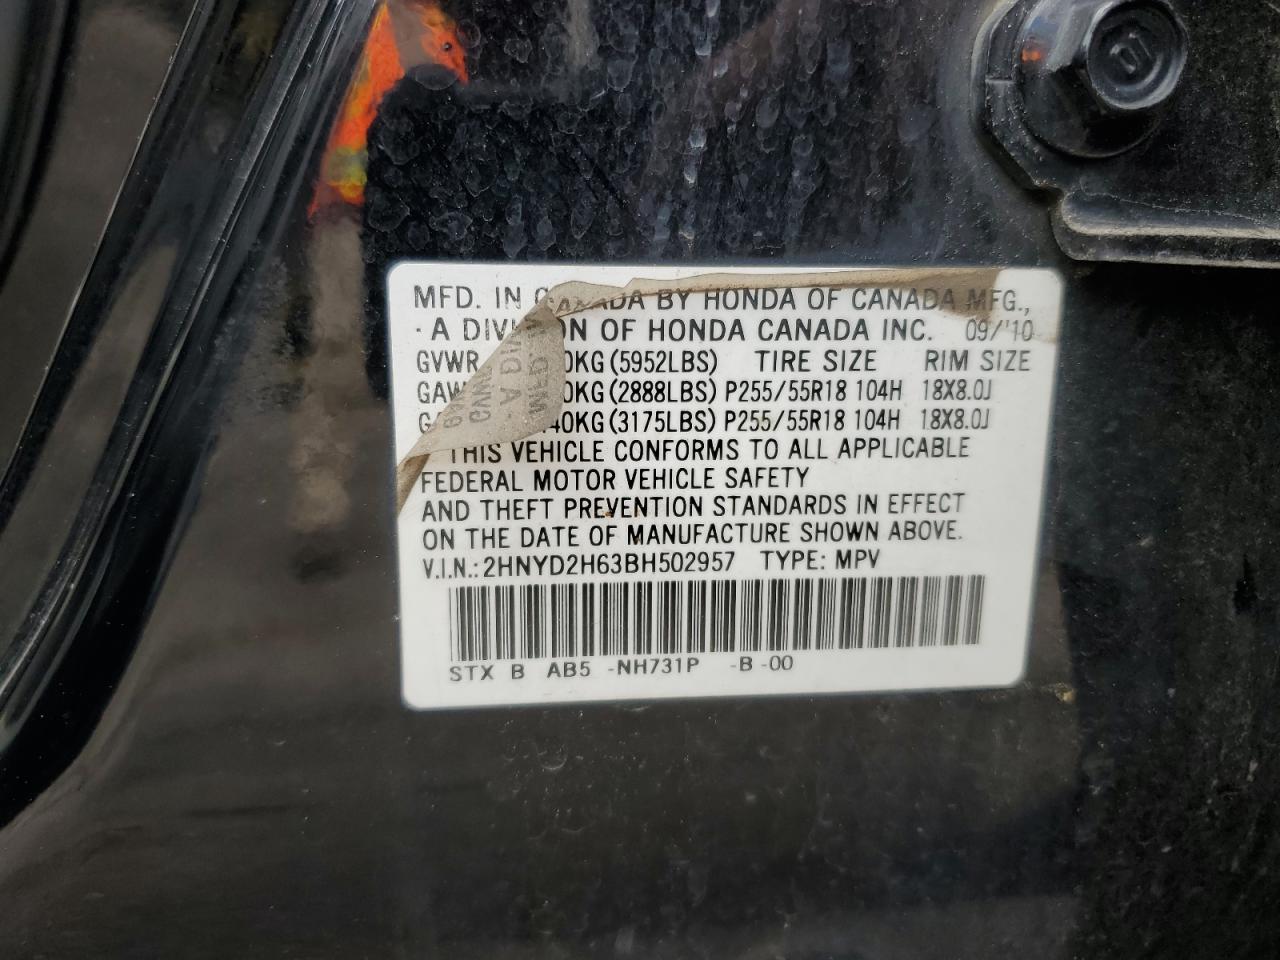 MFD. IN CANADA BY HONDA OF CANADA MFG.,
A DIVISION OF HONDA CANADA INC. 09/'10
GVWR 0KG (5952LBS) TIRE SIZE RIM SIZE
0KG (2888LBS) P255/55R18 104H 18X8.0J
40KG (3175LBS) P255/55R18 104H 18X8.0J
THIS VEHICLE CONFORMS TO ALL APPLICABLE
FEDERAL MOTOR VEHICLE SAFETY
AND THEFT PREVENTION STANDARDS IN EFFECT
ON THE DATE OF MANUFACTURE SHOWN ABOVE.
V.I.N.: 2HNYD2H63BH502957 TYPE: MPV
STX B AB5 -NH731P -B-00